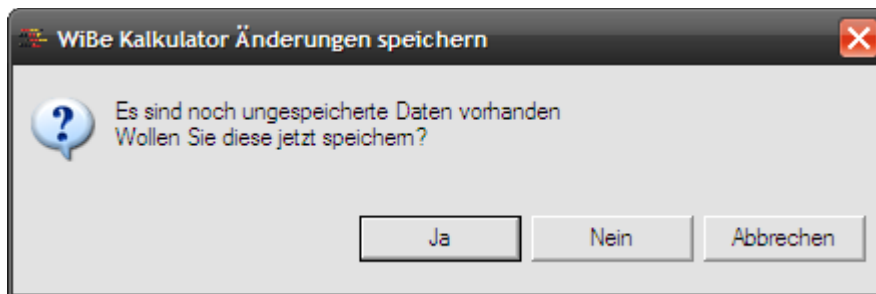 WiBe Kalkulator Änderungen speichern
Es sind noch ungespeicherte Daten vorhanden
Wollen Sie diese jetzt speichern?
Ja
Nein
Abbrechen